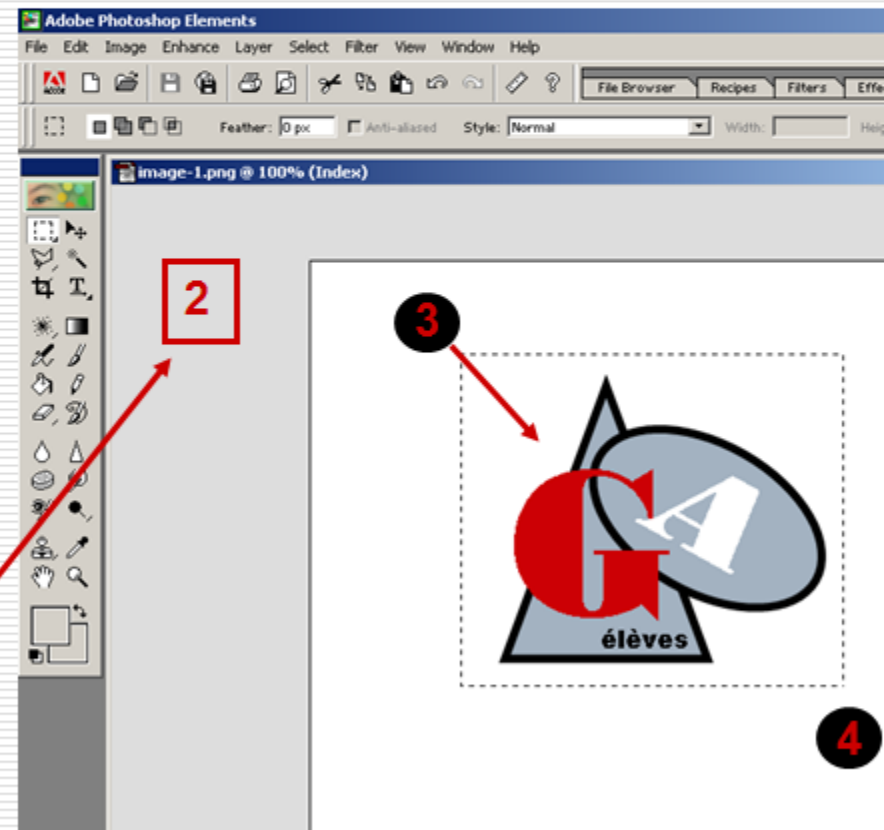 Adobe Photoshop Elements
File Edit Image Enhance Layer Select Filter View Window Help
File Browser Recipes Filters
Feather: 0 px Anti-aliased Style: Normal Width:
image-1.png @ 100% (Index)
2
3
G A
élèves
4